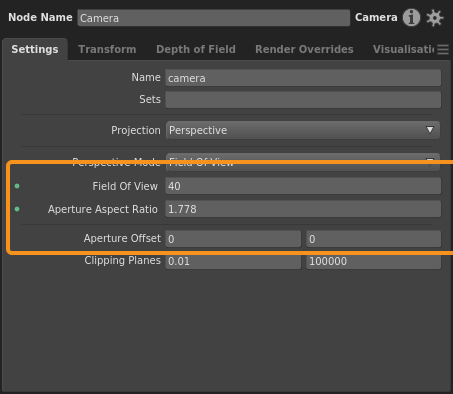 Node Name Camera Camera
Settings Transform Depth of Field Render Overrides Visualisati
Name camera
Sets
Projection Perspective
Perspective Mode Field Of View
Field Of View 40
Aperture Aspect Ratio 1.778
Aperture Offset 0 0
Clipping Planes 0.01 100000